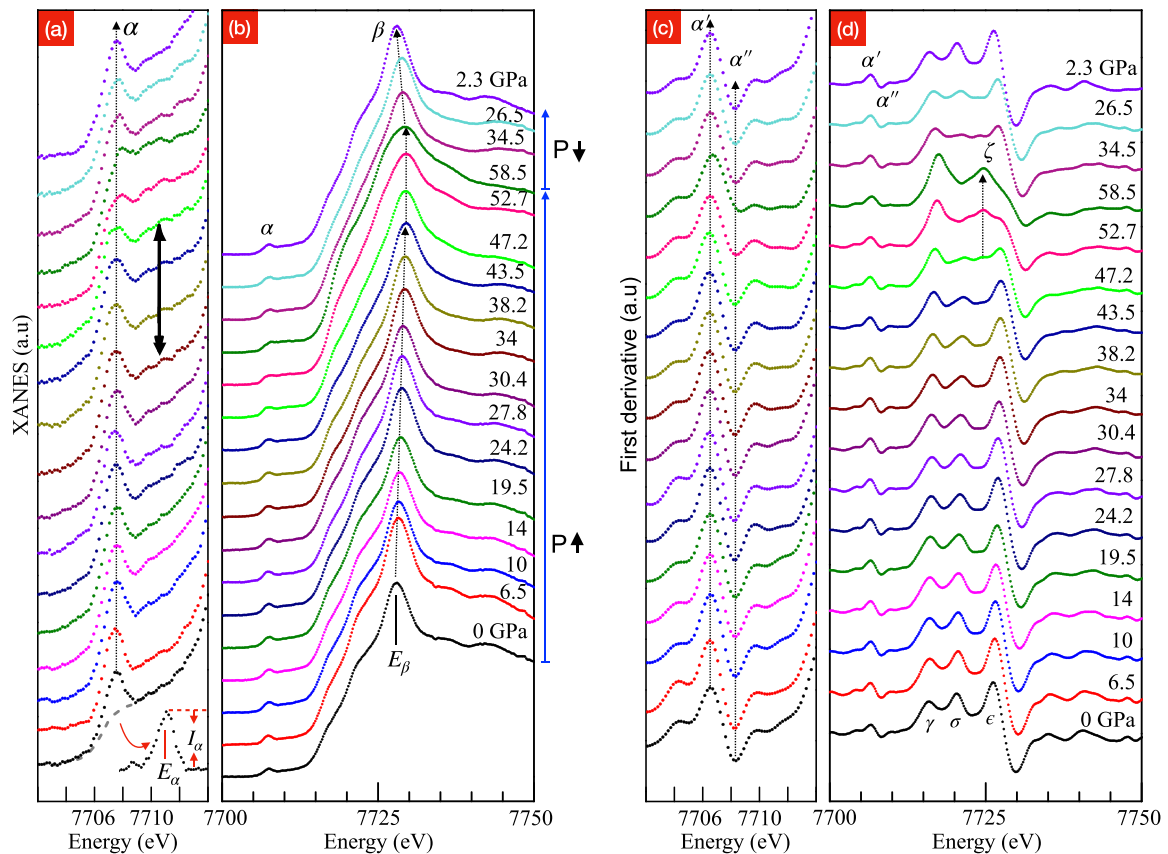 (a)
α
XANES (a.u)
I_α
E_α
7706
7710
Energy (eV)
(b)
β
α
2.3 GPa
26.5
34.5
58.5
52.7
47.2
43.5
38.2
34
30.4
27.8
24.2
19.5
14
10
6.5
0 GPa
E_β
P↓
P↑
7700
7725
7750
Energy (eV)
(c)
α′
α″
First derivative (a.u)
7706
7710
Energy (eV)
(d)
α′
α″
ζ
2.3 GPa
26.5
34.5
58.5
52.7
47.2
43.5
38.2
34
30.4
27.8
24.2
19.5
14
10
6.5
0 GPa
γ
σ
ϵ
7700
7725
7750
Energy (eV)